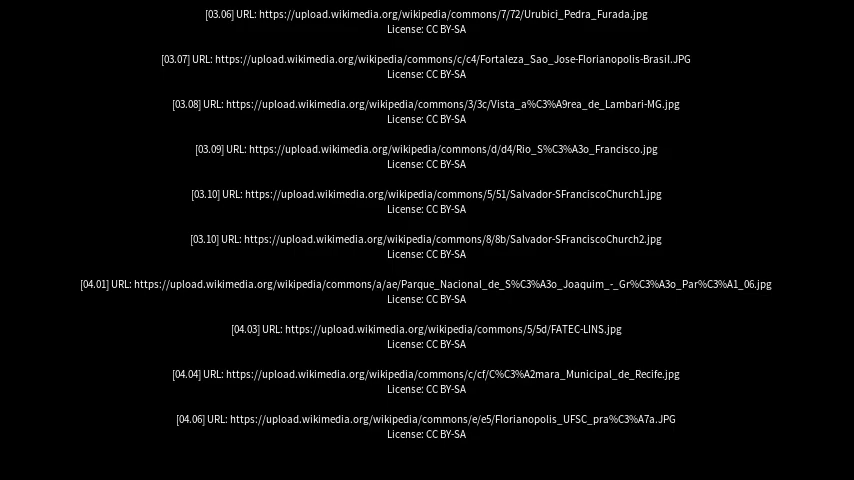 [03.06] URL: https://upload.wikimedia.org/wikipedia/commons/7/72/Urubici_Pedra_Furada.jpg
License: CC BY-SA
[03.07] URL: https://upload.wikimedia.org/wikipedia/commons/c/c4/Fortaleza_Sao_Jose-Florianopolis-Brasil.JPG
License: CC BY-SA
[03.08] URL: https://upload.wikimedia.org/wikipedia/commons/3/3c/Vista_a%C3%A9rea_de_Lambari-MG.jpg
License: CC BY-SA
[03.09] URL: https://upload.wikimedia.org/wikipedia/commons/d/d4/Rio_S%C3%A3o_Francisco.jpg
License: CC BY-SA
[03.10] URL: https://upload.wikimedia.org/wikipedia/commons/5/51/Salvador-SFranciscoChurch1.jpg
License: CC BY-SA
[03.10] URL: https://upload.wikimedia.org/wikipedia/commons/8/8b/Salvador-SFranciscoChurch2.jpg
License: CC BY-SA
[04.01] URL: https://upload.wikimedia.org/wikipedia/commons/a/ae/Parque_Nacional_de_S%C3%A3o_Joaquim_-_Gr%C3%A3o_Par%C3%A1_06.jpg
License: CC BY-SA
[04.03] URL: https://upload.wikimedia.org/wikipedia/commons/5/5d/FATEC-LINS.jpg
License: CC BY-SA
[04.04] URL: https://upload.wikimedia.org/wikipedia/commons/c/cf/C%C3%A2mara_Municipal_de_Recife.jpg
License: CC BY-SA
[04.06] URL: https://upload.wikimedia.org/wikipedia/commons/e/e5/Florianopolis_UFSC_pra%C3%A7a.JPG
License: CC BY-SA